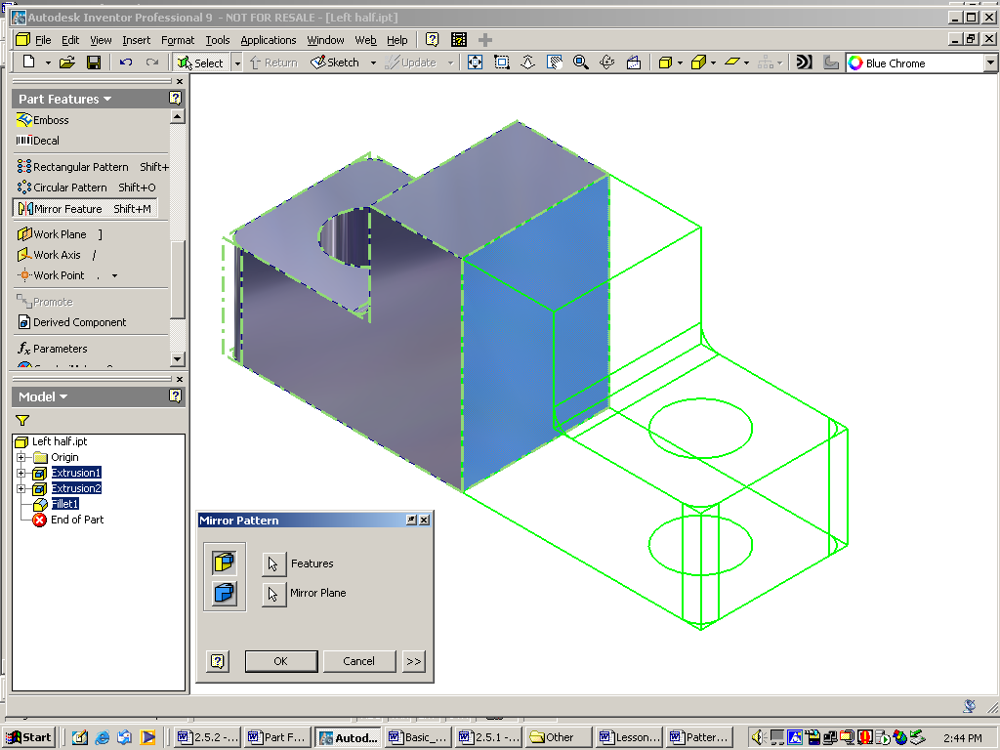 Autodesk Inventor Professional 9 - NOT FOR RESALE - [Left half.ipt]
File Edit View Insert Format Tools Applications Window Web Help
Select Return Sketch Update Blue Chrome
Part Features
Emboss
Decal
Rectangular Pattern Shift+
Circular Pattern Shift+O
Mirror Feature Shift+M
Work Plane ]
Work Axis /
Work Point .
Promote
Derived Component
fx Parameters
Model
Left half.ipt
Origin
Extrusion1
Extrusion2
Fillet1
End of Part
Mirror Pattern
Features
Mirror Plane
OK Cancel >>
Start 2.5.2 -... Part F... Autod... Basic_... 2.5.1 -... Other Lesson... Patter... 2:44 PM